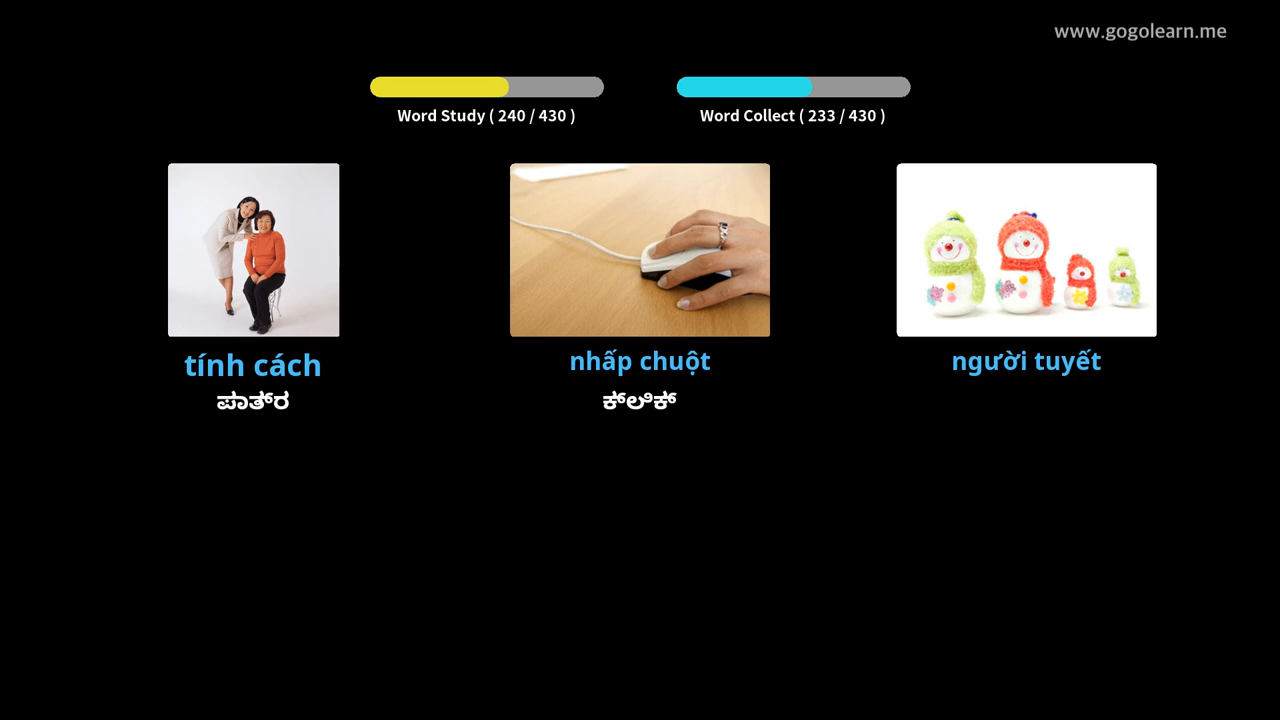 www.gogolearn.me
Word Study ( 240 / 430 )
Word Collect ( 233 / 430 )
tính cách
ಪಾತ್ರ
nhấp chuột
ಕ್ಲಿಕ್
người tuyết